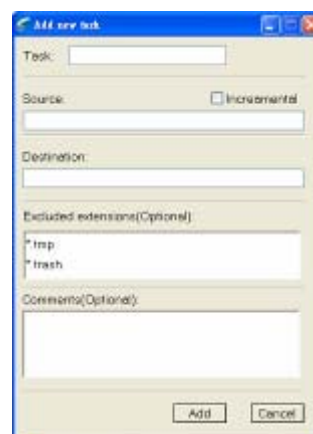 Add new task
Task:
Source: Incremental
Destination:
Excluded extensions(Optional)
*.tmp
*.trash
Comments(Optional):
Add Cancel